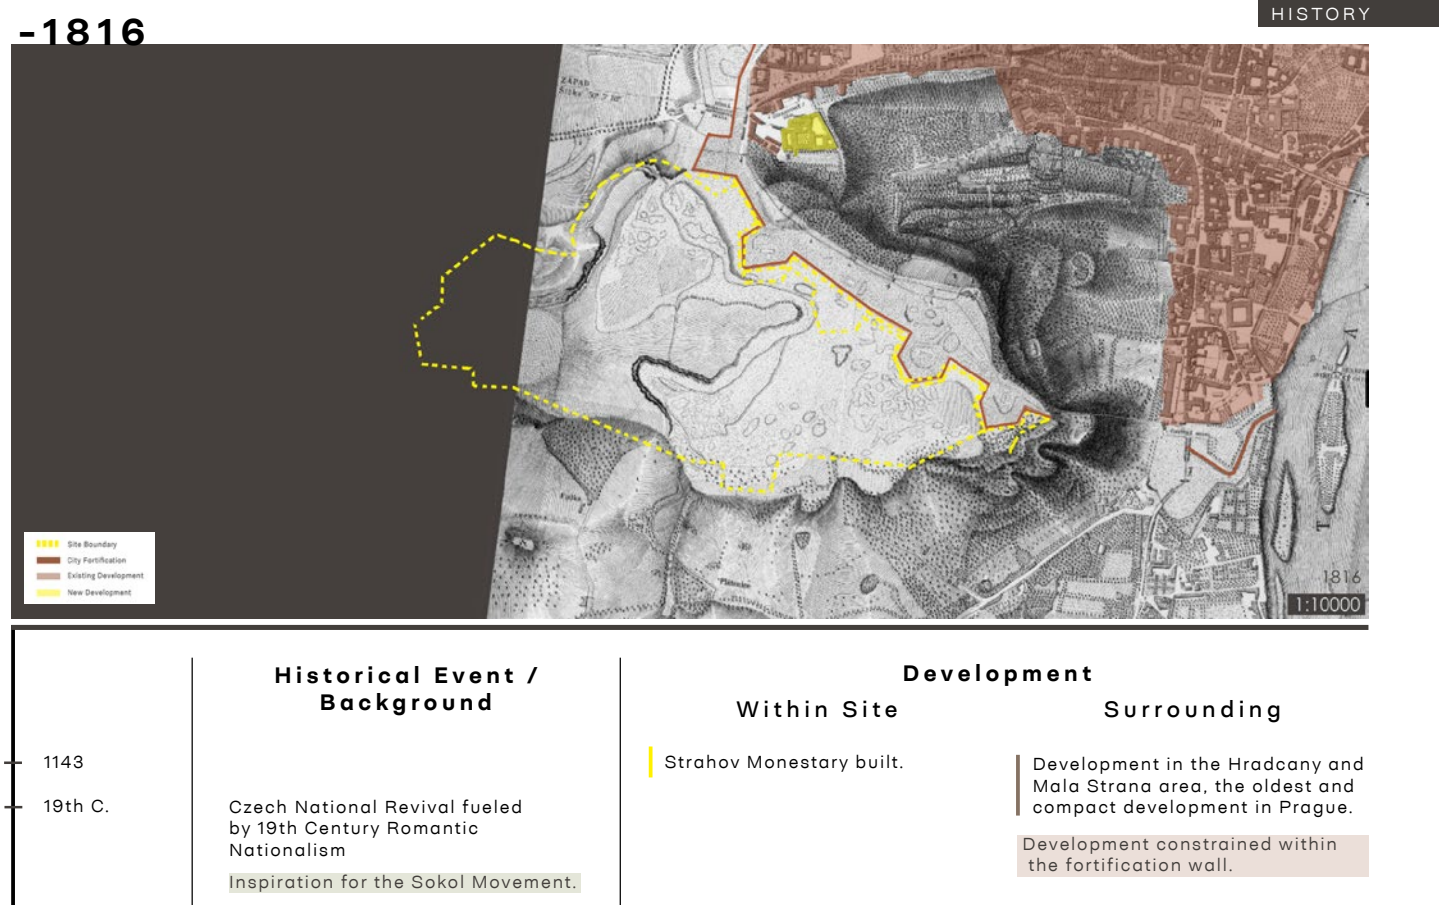 HISTORY
-1816
ZÁPAD
Site Boundary
City Fortification
Existing Development
New Development
V
T
1816
1:10000
Historical Event /
Background
Development
Within Site
Surrounding
1143
Strahov Monestary built.
Development in the Hradcany and
Mala Strana area, the oldest and
compact development in Prague.
19th C.
Czech National Revival fueled
by 19th Century Romantic
Nationalism
Inspiration for the Sokol Movement.
Development constrained within
the fortification wall.